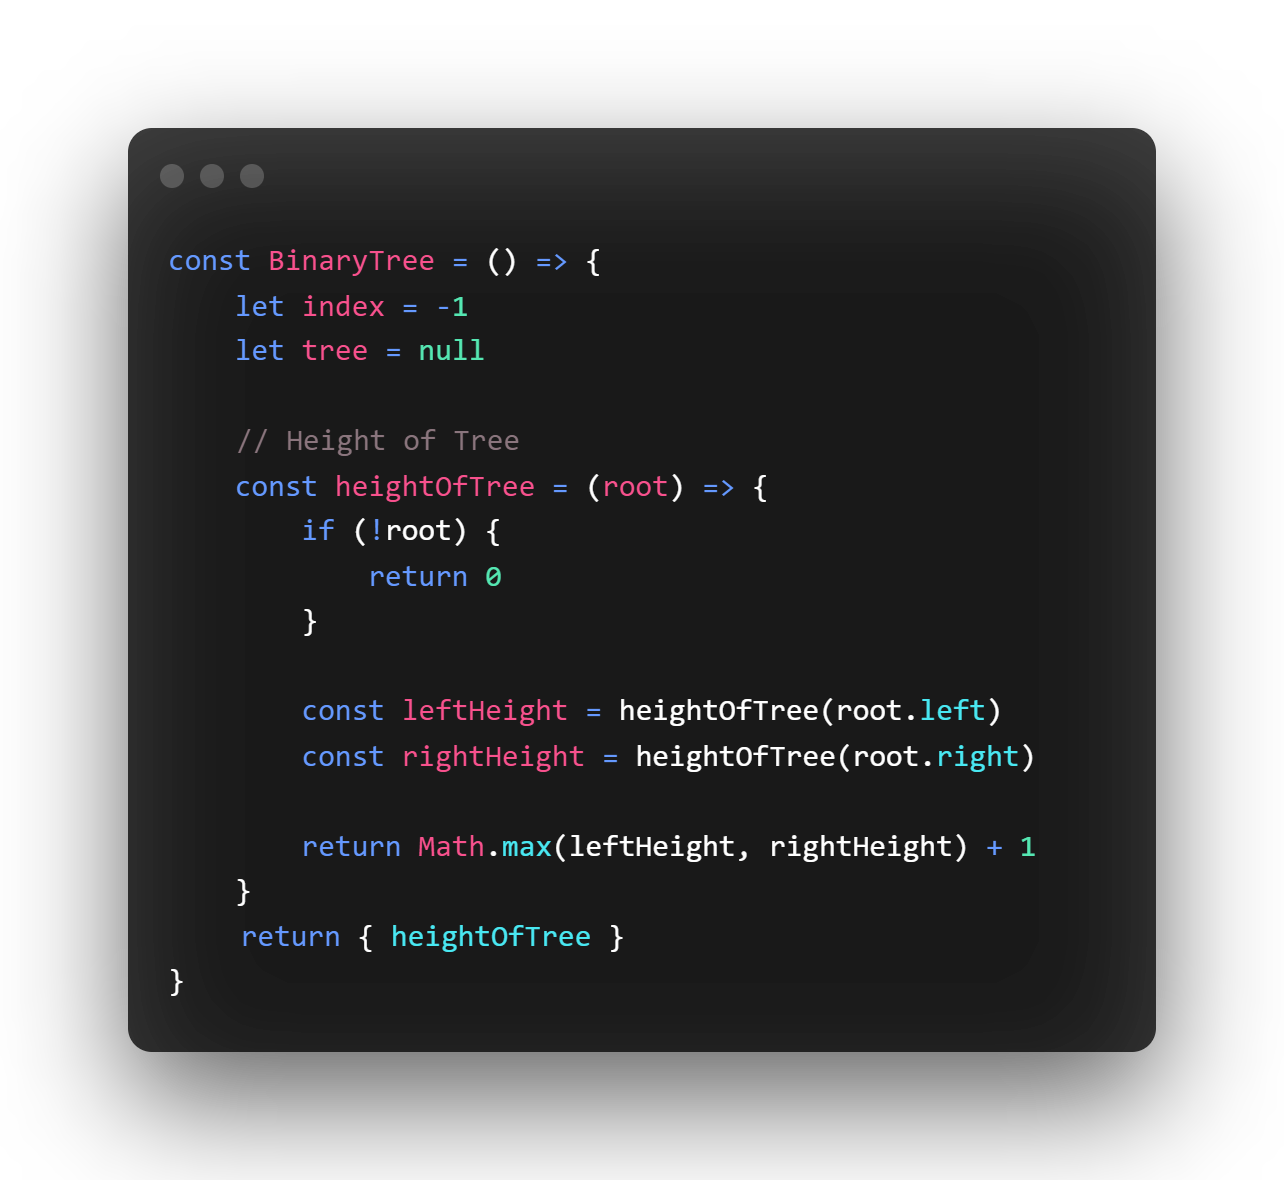 const BinaryTree = () => {
    let index = -1
    let tree = null

    // Height of Tree
    const heightOfTree = (root) => {
        if (!root) {
            return 0
        }

        const leftHeight = heightOfTree(root.left)
        const rightHeight = heightOfTree(root.right)

        return Math.max(leftHeight, rightHeight) + 1
    }
    return { heightOfTree }
}